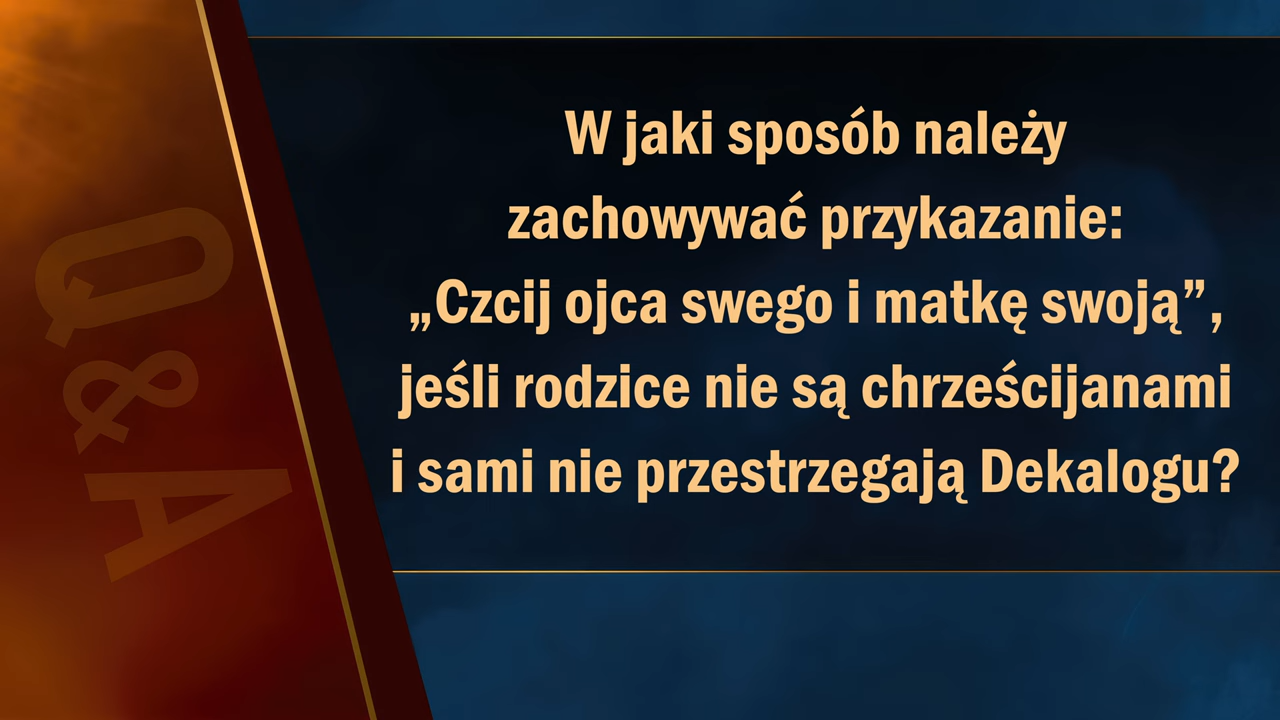 Q & A
W jaki sposób należy
zachowywać przykazanie:
„Czcij ojca swego i matkę swoją”,
jeśli rodzice nie są chrześcijanami
i sami nie przestrzegają Dekalogu?